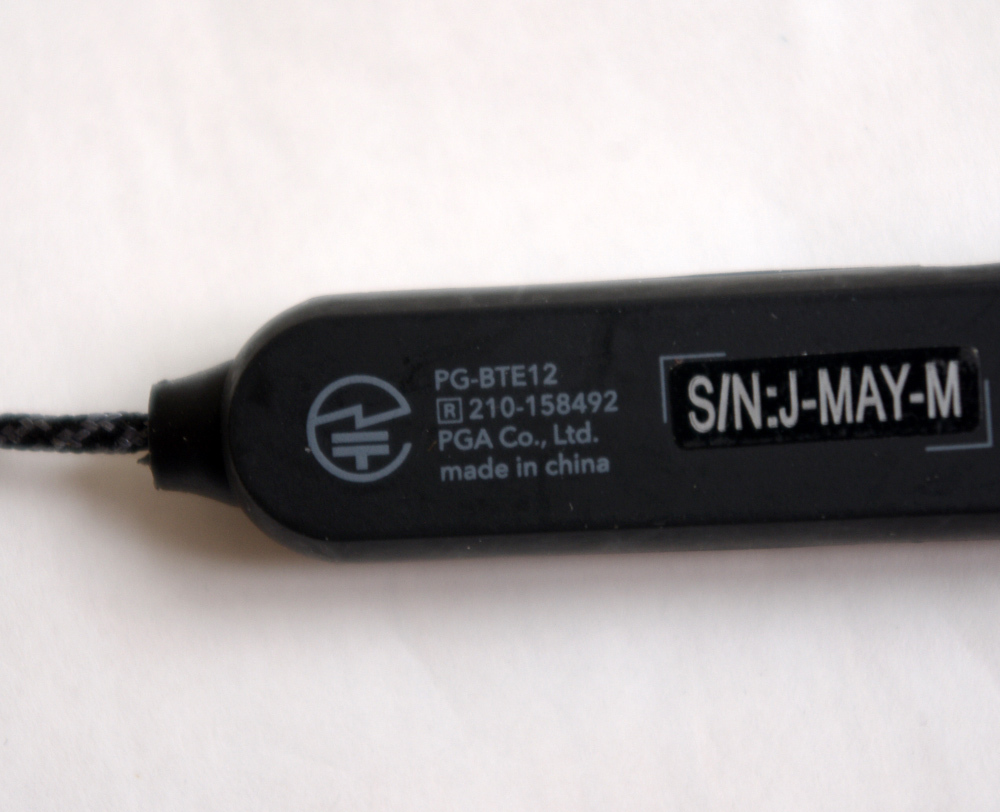 PG-BTE12
R 210-158492
PGA Co., Ltd.
made in china
S/N:J-MAY-M